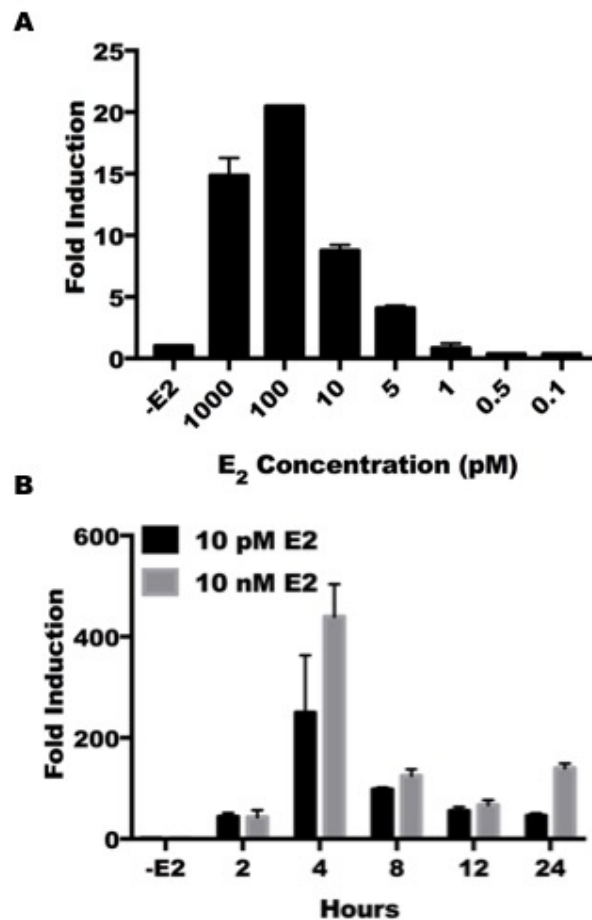 A
25
20
15
10
5
0
Fold Induction
-E2 1000 100 10 5 1 0.5 0.1
E2 Concentration (pM)
B
600
400
200
0
Fold Induction
10 pM E2
10 nM E2
-E2 2 4 8 12 24
Hours